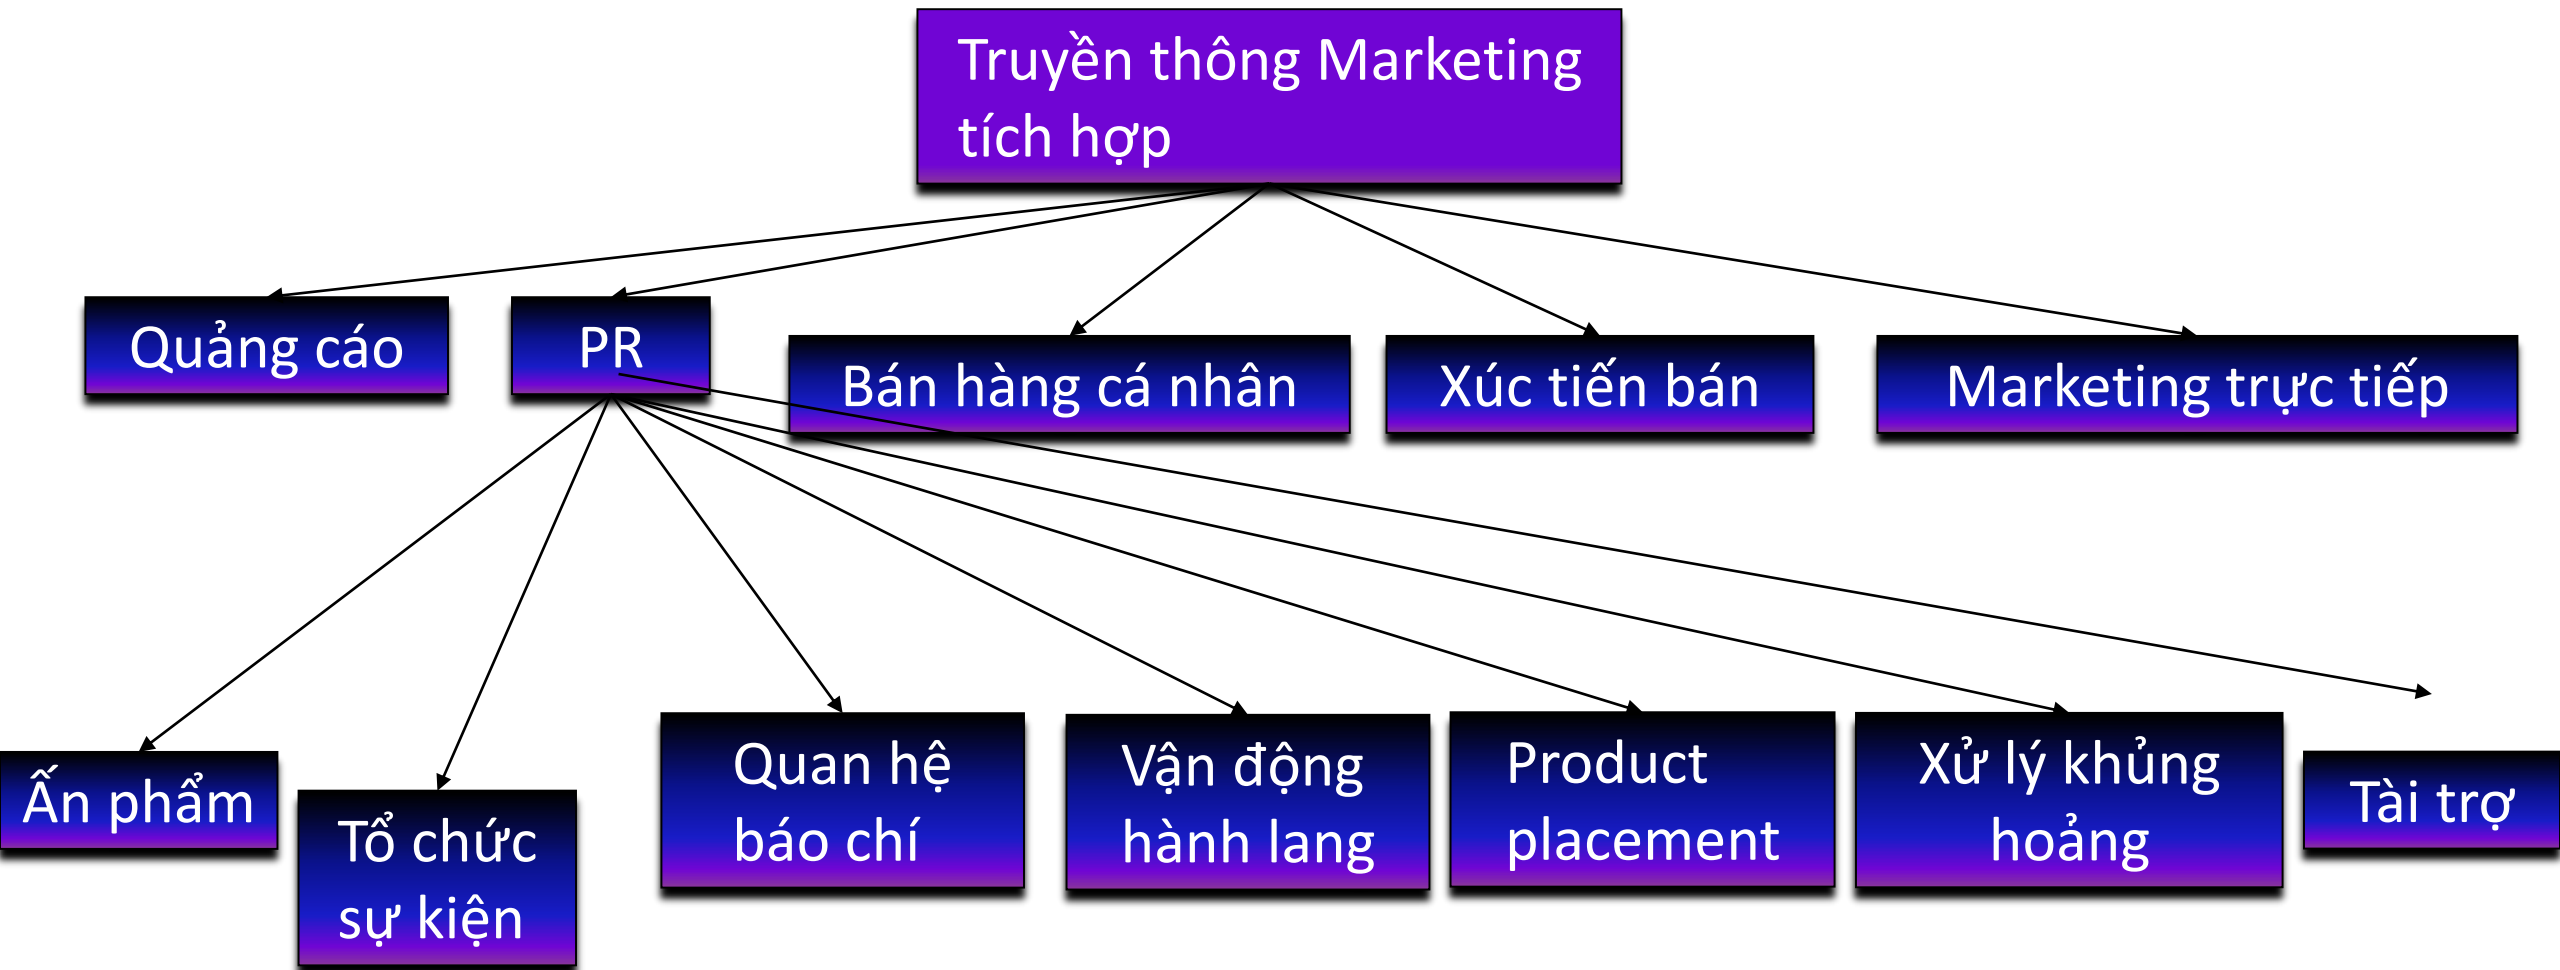 Truyền thông Marketing
tích hợp
Quảng cáo
PR
Bán hàng cá nhân
Xúc tiến bán
Marketing trực tiếp
Ấn phẩm
Tổ chức
sự kiện
Quan hệ
báo chí
Vận động
hành lang
Product
placement
Xử lý khủng
hoảng
Tài trợ